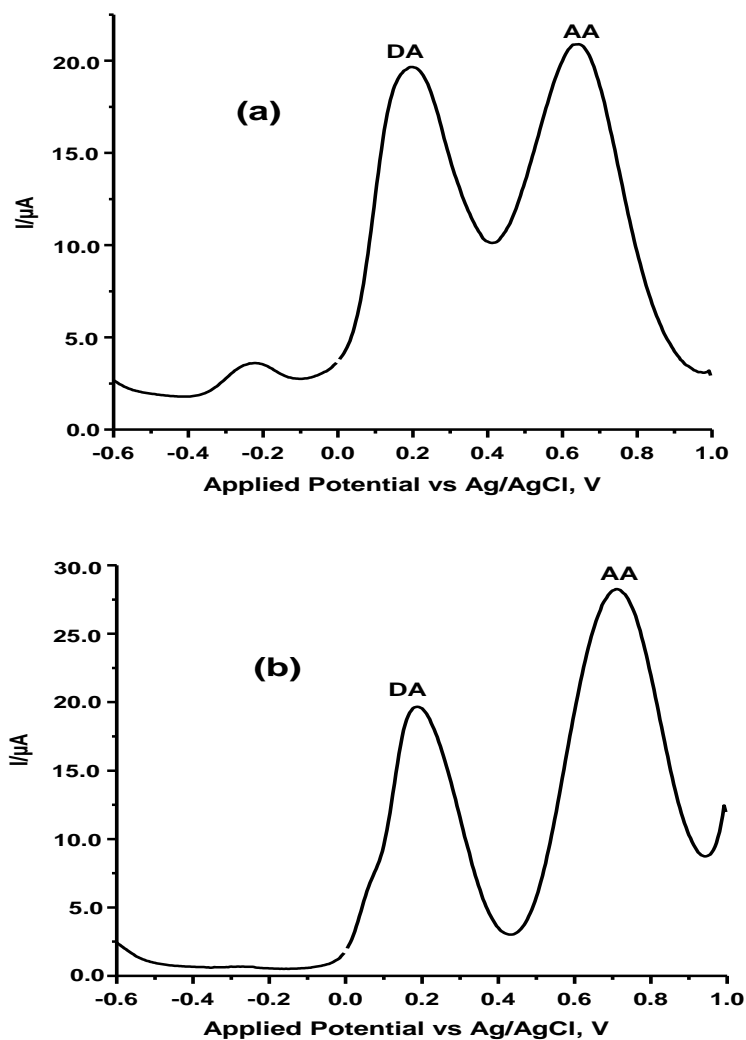 DA
AA
(a)
20.0
15.0
10.0
5.0
0.0
I/µA
-0.6 -0.4 -0.2 0.0 0.2 0.4 0.6 0.8 1.0
Applied Potential vs Ag/AgCl, V
30.0
AA
25.0
(b)
DA
20.0
15.0
10.0
5.0
0.0
I/µA
-0.6 -0.4 -0.2 0.0 0.2 0.4 0.6 0.8 1.0
Applied Potential vs Ag/AgCl, V